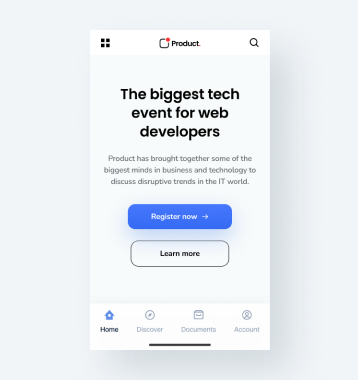 Product.
The biggest tech
event for web
developers
Product has brought together some of the
biggest minds in business and technology to
discuss disruptive trends in the IT world.
Register now →
Learn more
Home Discover Documents Account